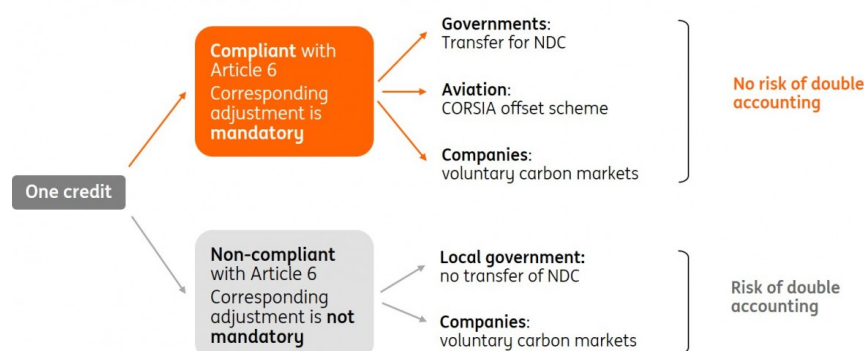 One credit
Compliant with
Article 6
Corresponding
adjustment is
mandatory
Governments:
Transfer for NDC
Aviation:
CORSIA offset scheme
Companies:
voluntary carbon markets
No risk of double
accounting
Non-compliant
with Article 6
Corresponding
adjustment is not
mandatory
Local government:
no transfer of NDC
Companies:
voluntary carbon markets
Risk of double
accounting